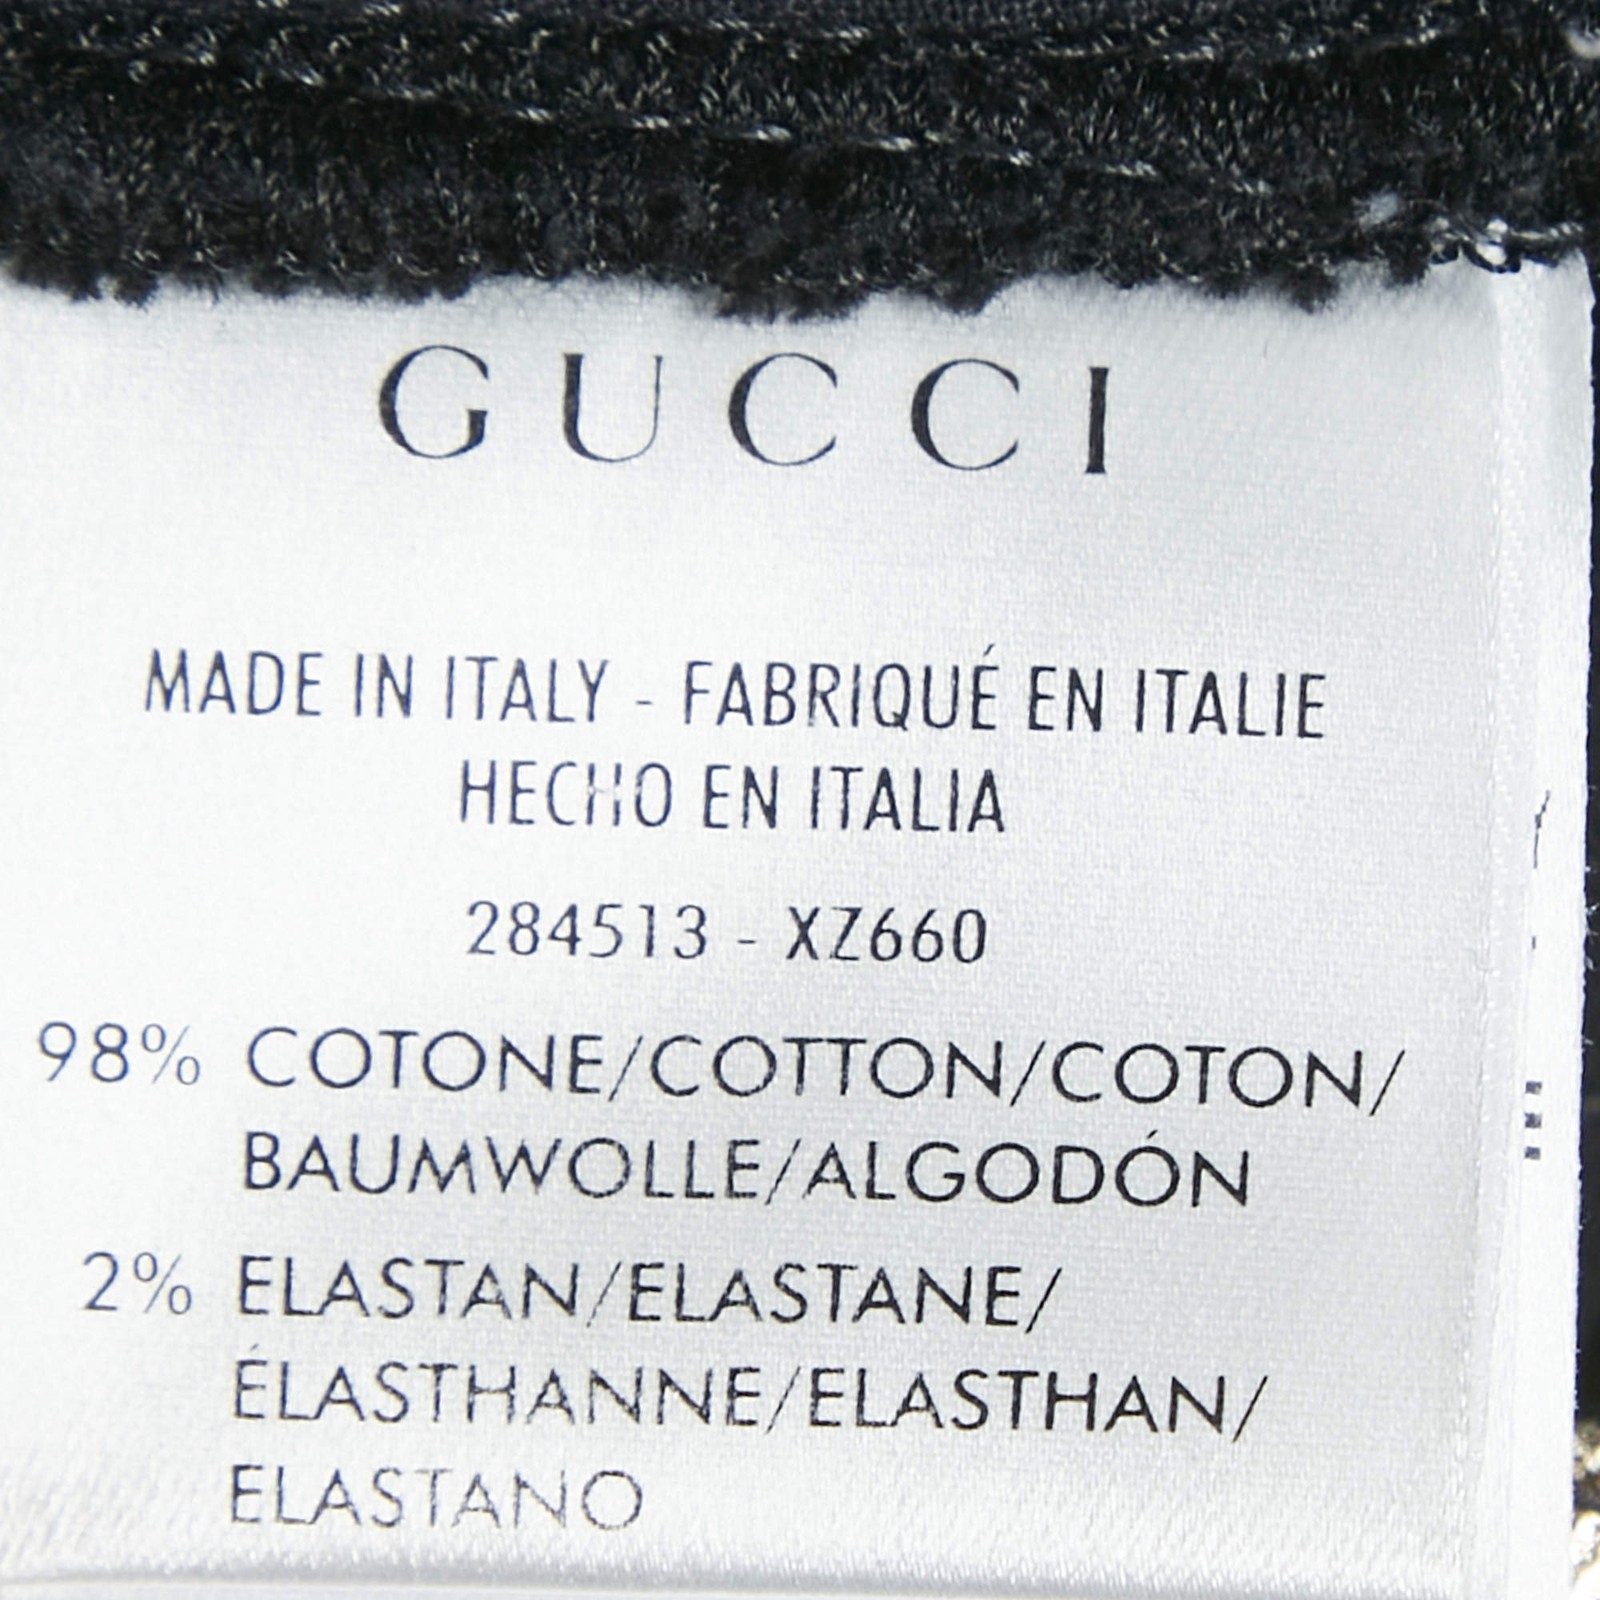 GUCCI
MADE IN ITALY - FABRIQUÉ EN ITALIE
HECHO EN ITALIA
284513 - XZ660
98% COTONE/COTTON/COTON/
BAUMWOLLE/ALGODÓN
2% ELASTAN/ELASTANE/
ÉLASTHANNE/ELASTHAN/
ELASTANO